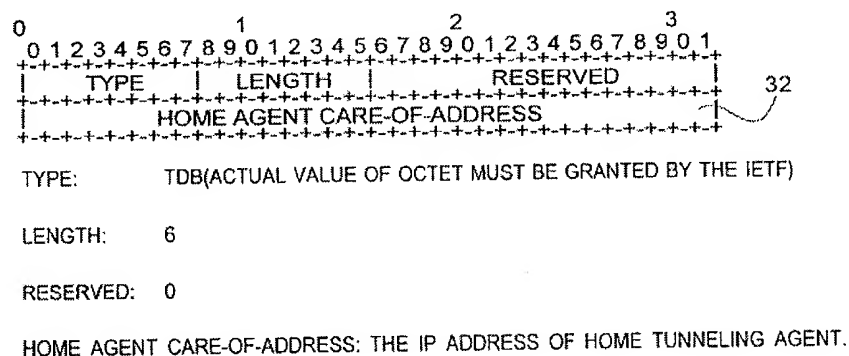 0 1 2 3
0 1 2 3 4 5 6 7 8 9 0 1 2 3 4 5 6 7 8 9 0 1 2 3 4 5 6 7 8 9 0 1
+-+-+-+-+-+-+-+-+-+-+-+-+-+-+-+-+-+-+-+-+-+-+-+-+-+-+-+-+-+-+-+-+
| TYPE | LENGTH | RESERVED |
+-+-+-+-+-+-+-+-+-+-+-+-+-+-+-+-+-+-+-+-+-+-+-+-+-+-+-+-+-+-+-+-+
| HOME AGENT CARE-OF-ADDRESS | 32
+-+-+-+-+-+-+-+-+-+-+-+-+-+-+-+-+-+-+-+-+-+-+-+-+-+-+-+-+-+-+-+-+
TYPE: TDB(ACTUAL VALUE OF OCTET MUST BE GRANTED BY THE IETF)
LENGTH: 6
RESERVED: 0
HOME AGENT CARE-OF-ADDRESS: THE IP ADDRESS OF HOME TUNNELING AGENT.